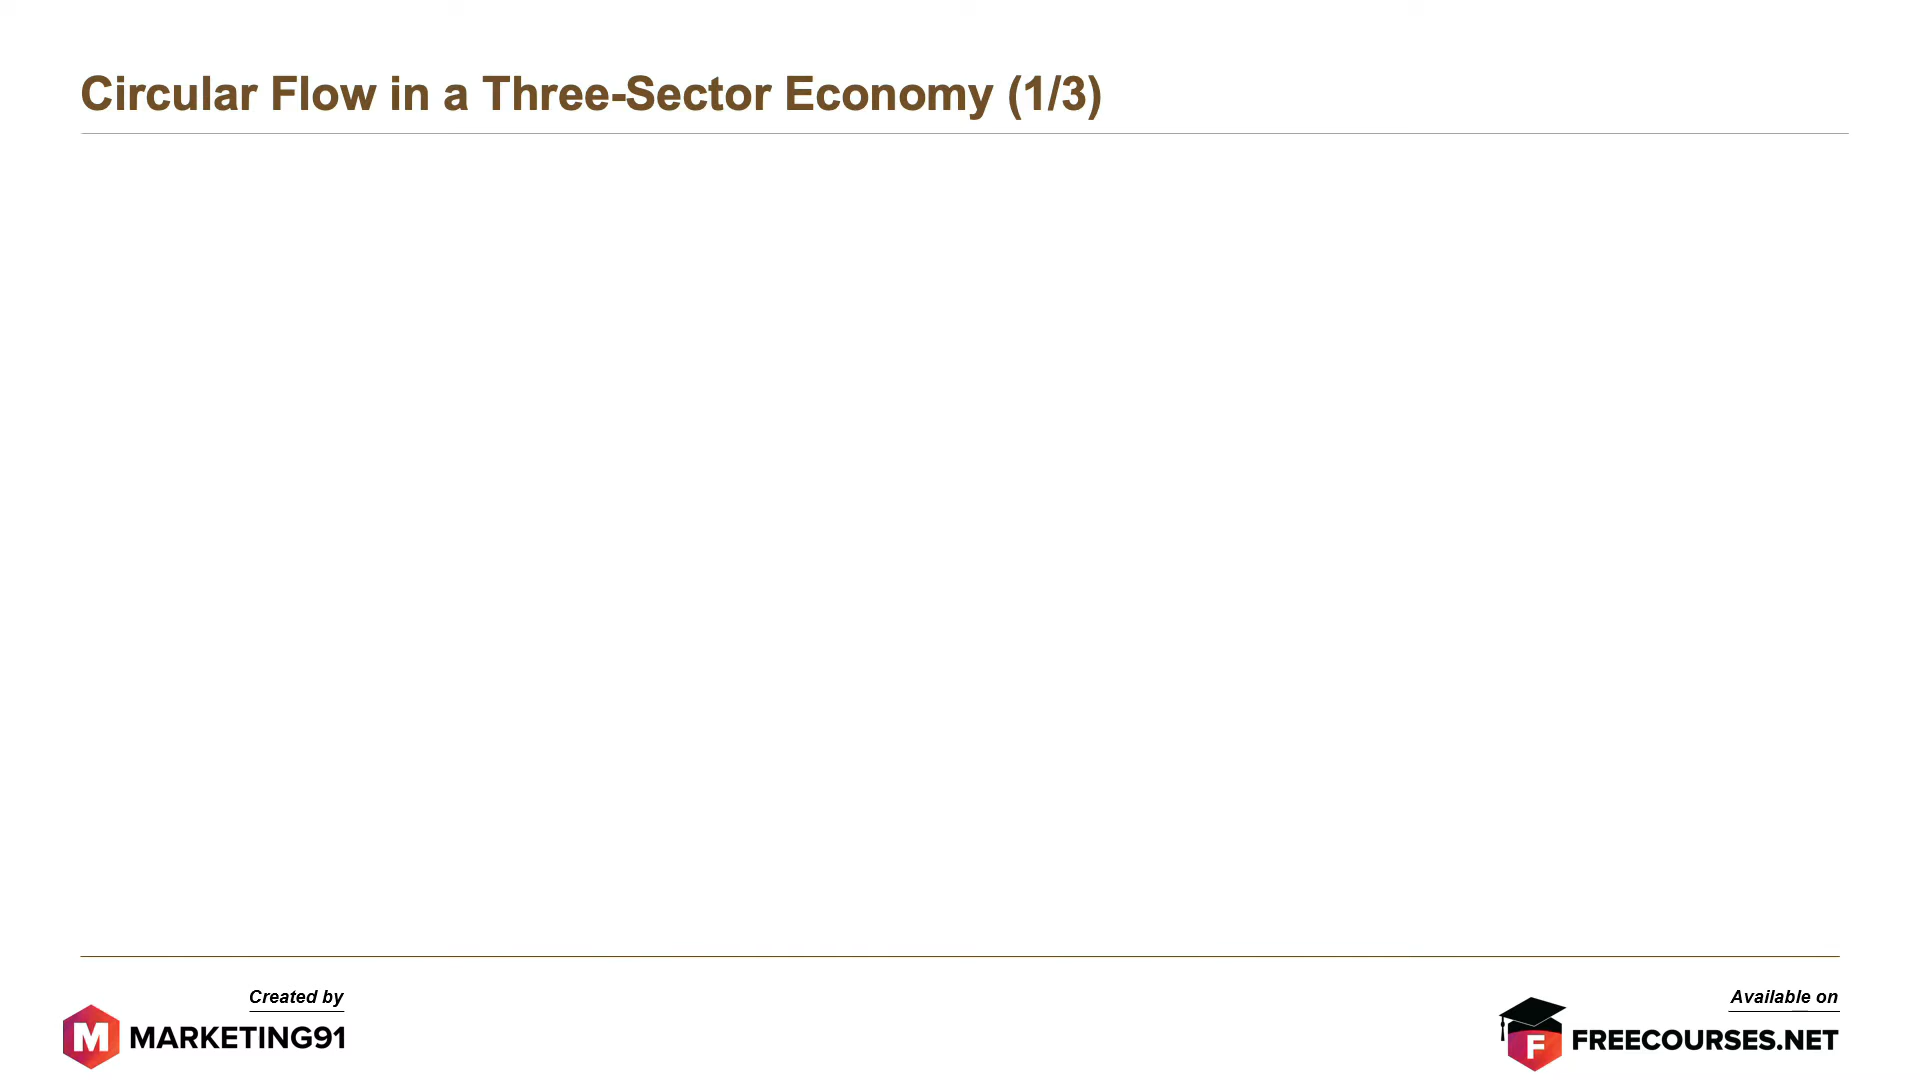 Circular Flow in a Three-Sector Economy (1/3)
Created by
M MARKETING91
Available on
F FREECOURSES.NET